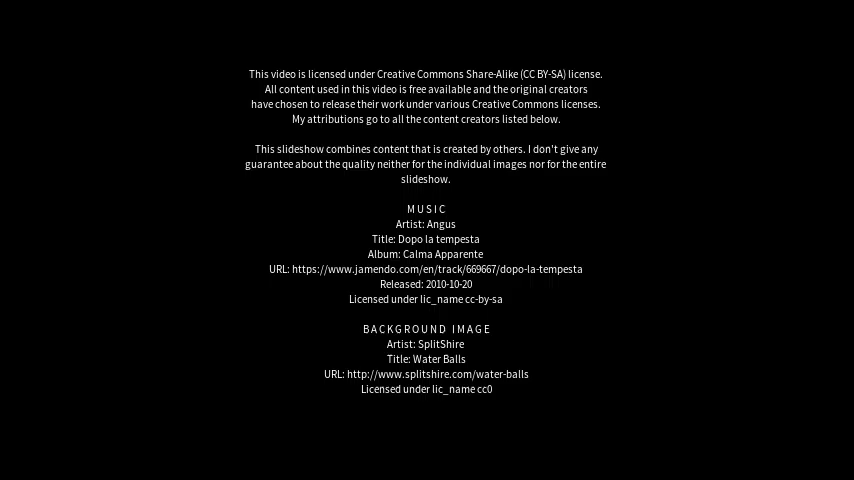 This video is licensed under Creative Commons Share-Alike (CC BY-SA) license.
All content used in this video is free available and the original creators
have chosen to release their work under various Creative Commons licenses.
My attributions go to all the content creators listed below.
This slideshow combines content that is created by others. I don't give any
guarantee about the quality neither for the individual images nor for the entire
slideshow.
MUSIC
Artist: Angus
Title: Dopo la tempesta
Album: Calma Apparente
URL: https://www.jamendo.com/en/track/669667/dopo-la-tempesta
Released: 2010-10-20
Licensed under lic_name cc-by-sa
BACKGROUND IMAGE
Artist: SplitShire
Title: Water Balls
URL: http://www.splitshire.com/water-balls
Licensed under lic_name cc0